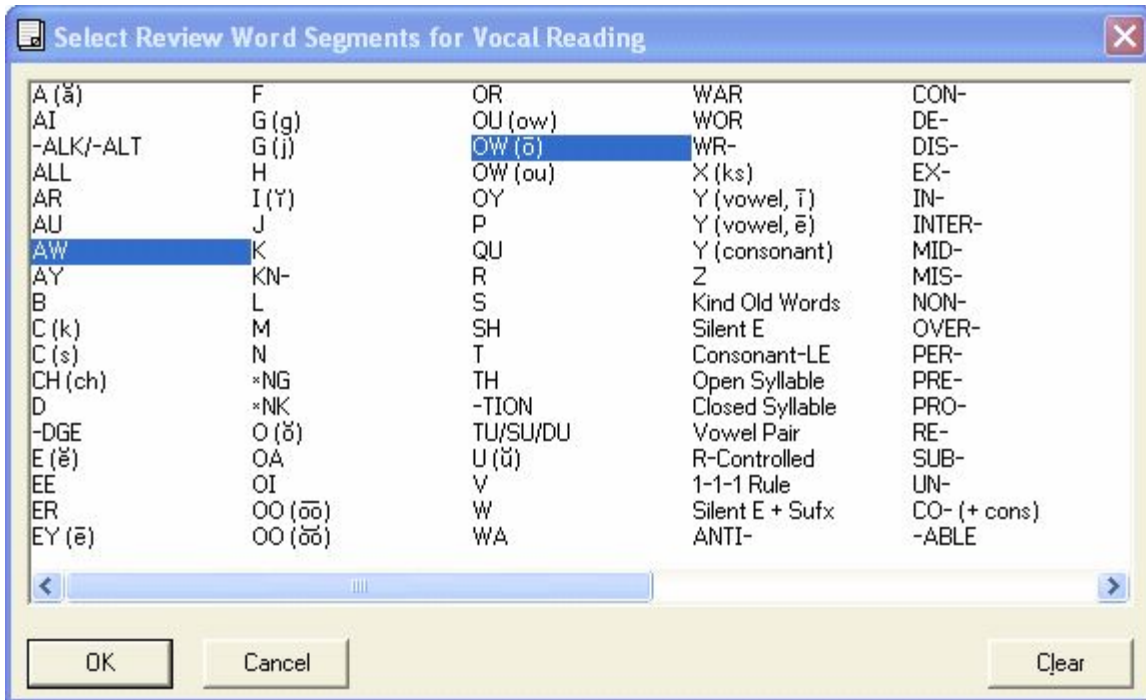 Select Review Word Segments for Vocal Reading
A (ă)
AI
-ALK/-ALT
ALL
AR
AU
AW
AY
B
C (k)
C (s)
CH (ch)
D
-DGE
E (ĕ)
EE
ER
EY (ē)
F
G (g)
G (j)
H
I (ĭ)
J
K
KN-
L
M
N
*NG
*NK
O (ŏ)
OA
OI
OO (o͞o)
OO (o͝o)
OR
OU (ow)
OW (ō)
OW (ou)
OY
P
QU
R
S
SH
T
TH
-TION
TU/SU/DU
U (ŭ)
V
W
WA
WAR
WOR
WR-
X (ks)
Y (vowel, ī)
Y (vowel, ē)
Y (consonant)
Z
Kind Old Words
Silent E
Consonant-LE
Open Syllable
Closed Syllable
Vowel Pair
R-Controlled
1-1-1 Rule
Silent E + Sufx
ANTI-
CON-
DE-
DIS-
EX-
IN-
INTER-
MID-
MIS-
NON-
OVER-
PER-
PRE-
PRO-
RE-
SUB-
UN-
CO- (+ cons)
-ABLE
OK
Cancel
Clear